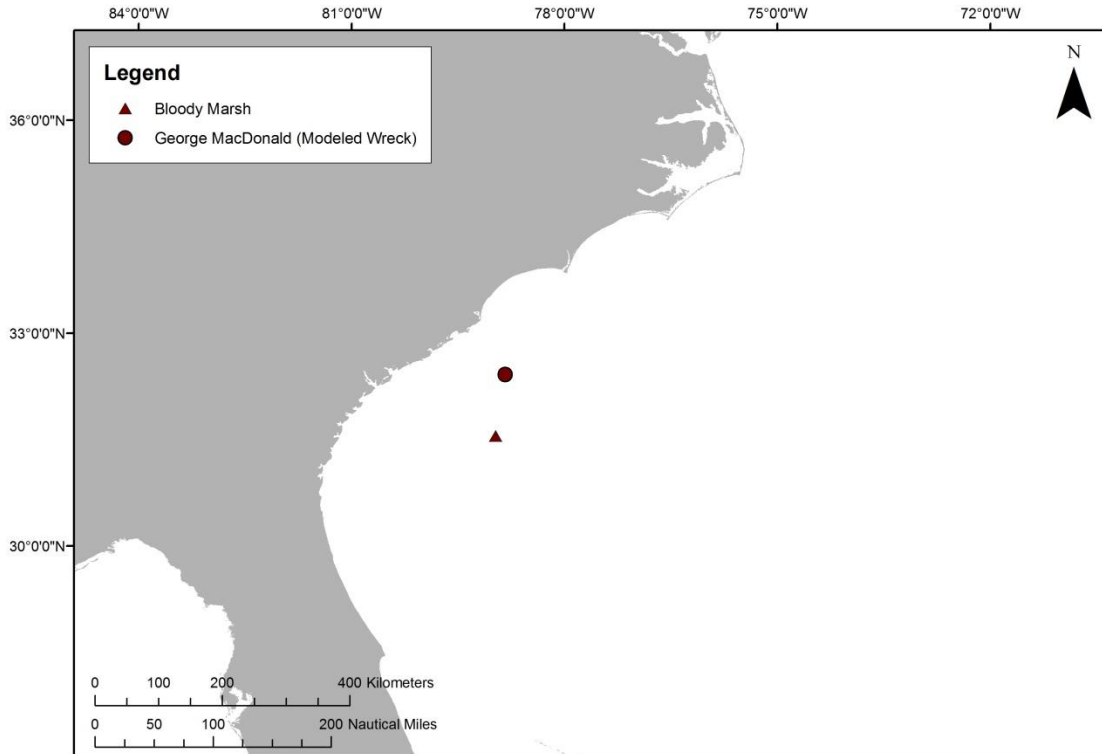 84°0'0"W 81°0'0"W 78°0'0"W 75°0'0"W 72°0'0"W
Legend
Bloody Marsh
George MacDonald (Modeled Wreck)
N
36°0'0"N
33°0'0"N
30°0'0"N
0 100 200 400 Kilometers
0 50 100 200 Nautical Miles